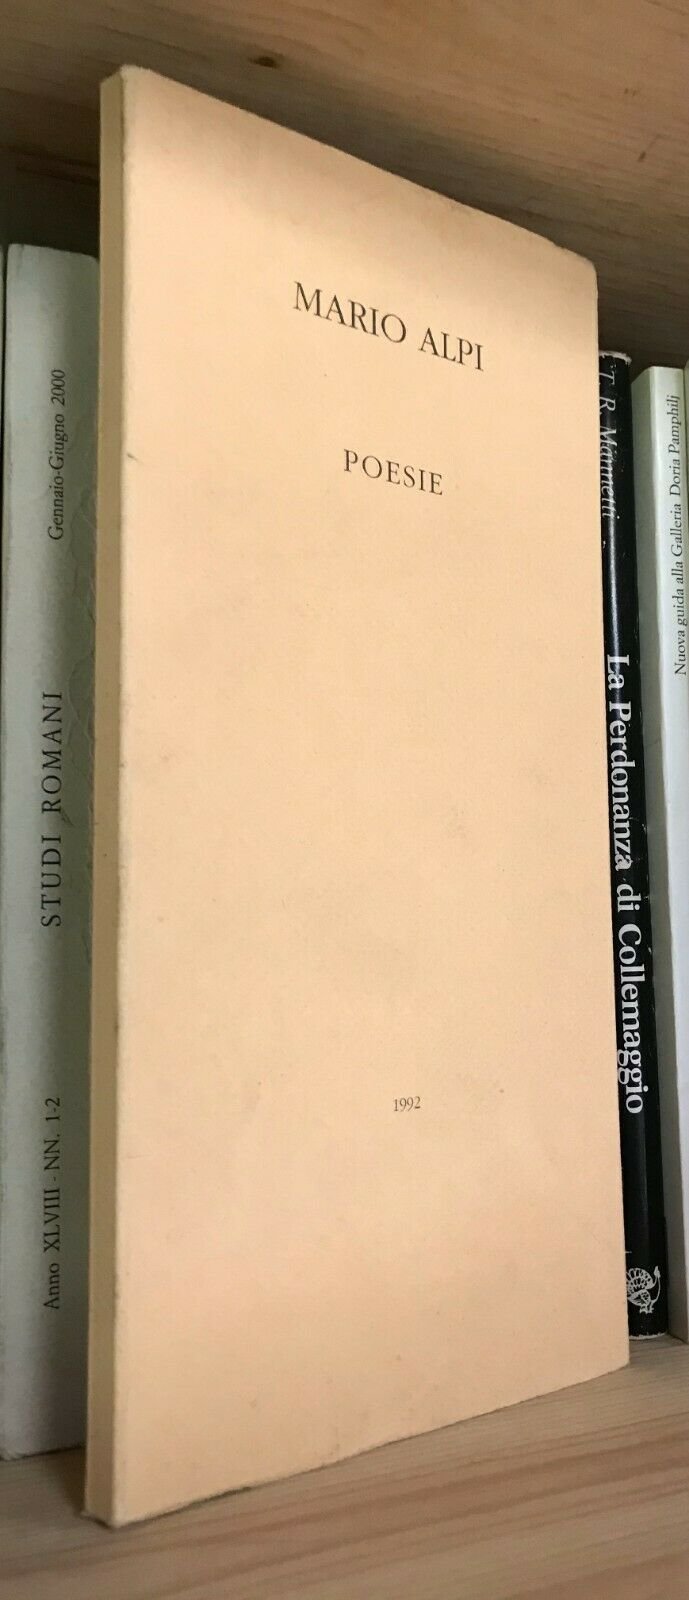 MARIO ALPI
POESIE
1992
Gennaio-Giugno 2000
STUDI ROMANI
Anno XLVIII - NN. 1-2
T. R. Mannetti
La Perdonanza di Collemaggio
Nuova guida alla Galleria Doria Pamphilj